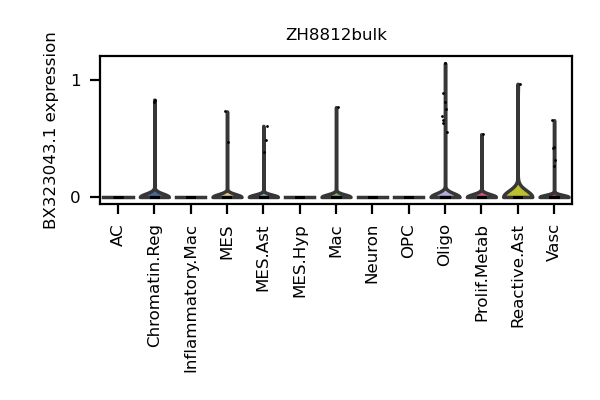 ZH8812bulk
BX323043.1 expression
1
0
AC
Chromatin.Reg
Inflammatory.Mac
MES
MES.Ast
MES.Hyp
Mac
Neuron
OPC
Oligo
Prolif.Metab
Reactive.Ast
Vasc